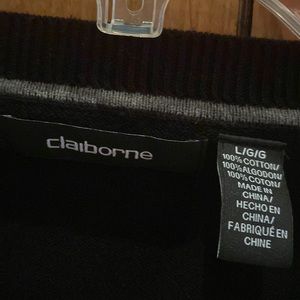 claiborne
L/G/G
100% COTTON/
100% ALGODON/
100% COTON/
MADE IN
CHINA/
HECHO EN
CHINA/
FABRIQUÉ EN
CHINE